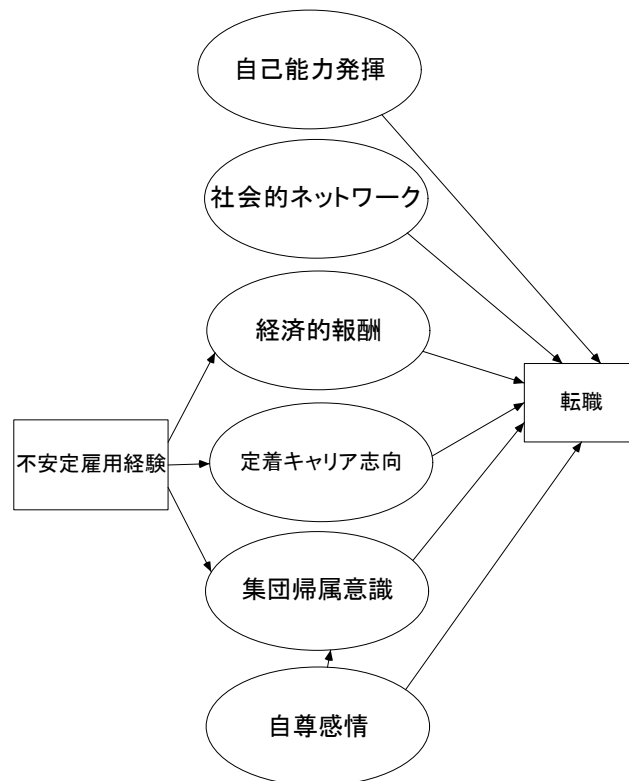 自己能力発揮
社会的ネットワーク
経済的報酬
転職
不安定雇用経験
定着キャリア志向
集団帰属意識
自尊感情